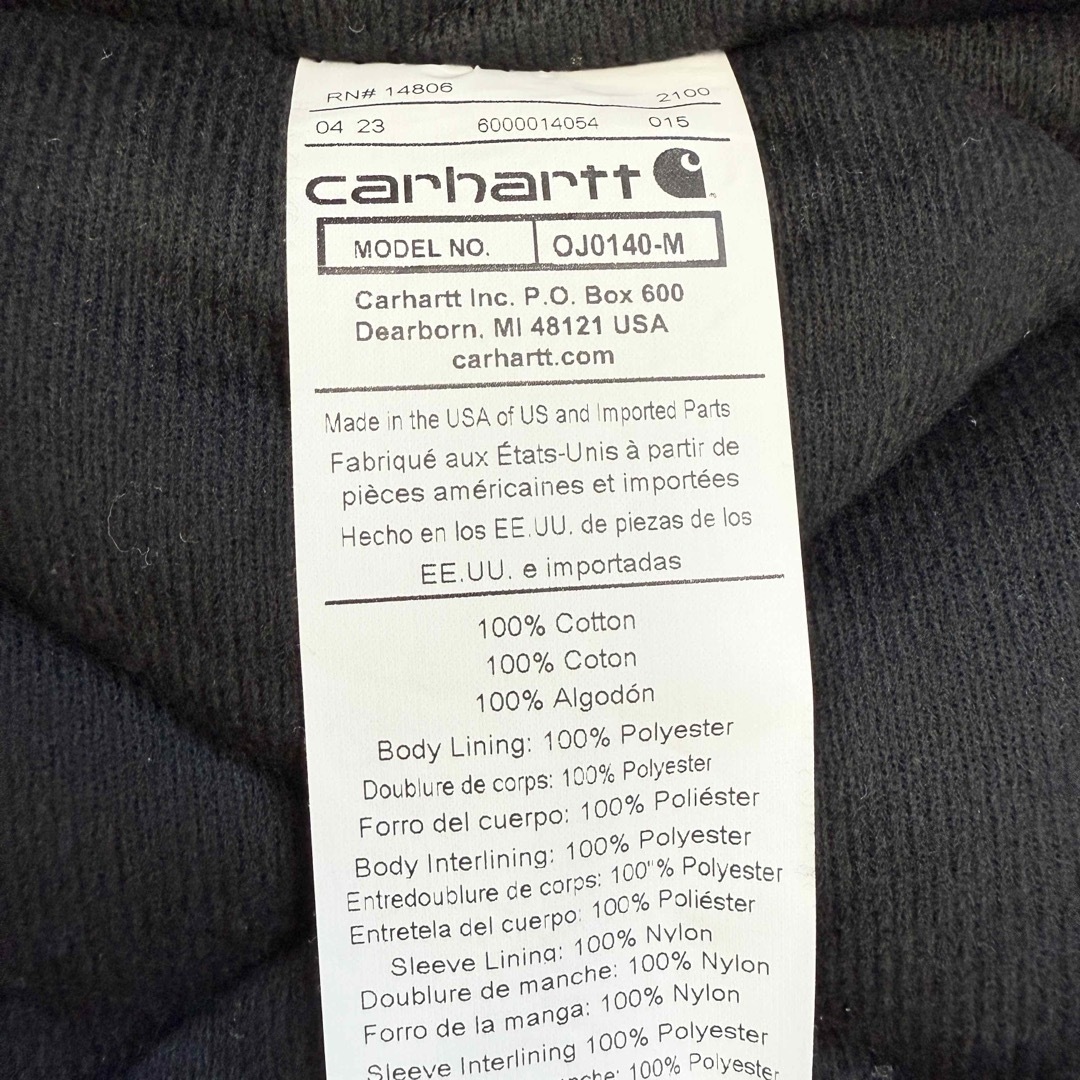 RN# 14806 2100
04 23 6000014054 015
carhartt
MODEL NO. OJ0140-M
Carhartt Inc. P.O. Box 600
Dearborn, MI 48121 USA
carhartt.com
Made in the USA of US and Imported Parts
Fabriqué aux États-Unis à partir de
pièces américaines et importées
Hecho en los EE.UU. de piezas de los
EE.UU. e importadas
100% Cotton
100% Coton
100% Algodón
Body Lining: 100% Polyester
Doublure de corps: 100% Polyester
Forro del cuerpo: 100% Poliéster
Body Interlining: 100% Polyester
Entredoublure de corps: 100"% Polyester
Entretela del cuerpo: 100% Poliéster
Sleeve Lining: 100% Nylon
Doublure de manche: 100% Nylon
Forro de la manga: 100% Nylon
Sleeve Interlining 100% Polyester
100% Polyester